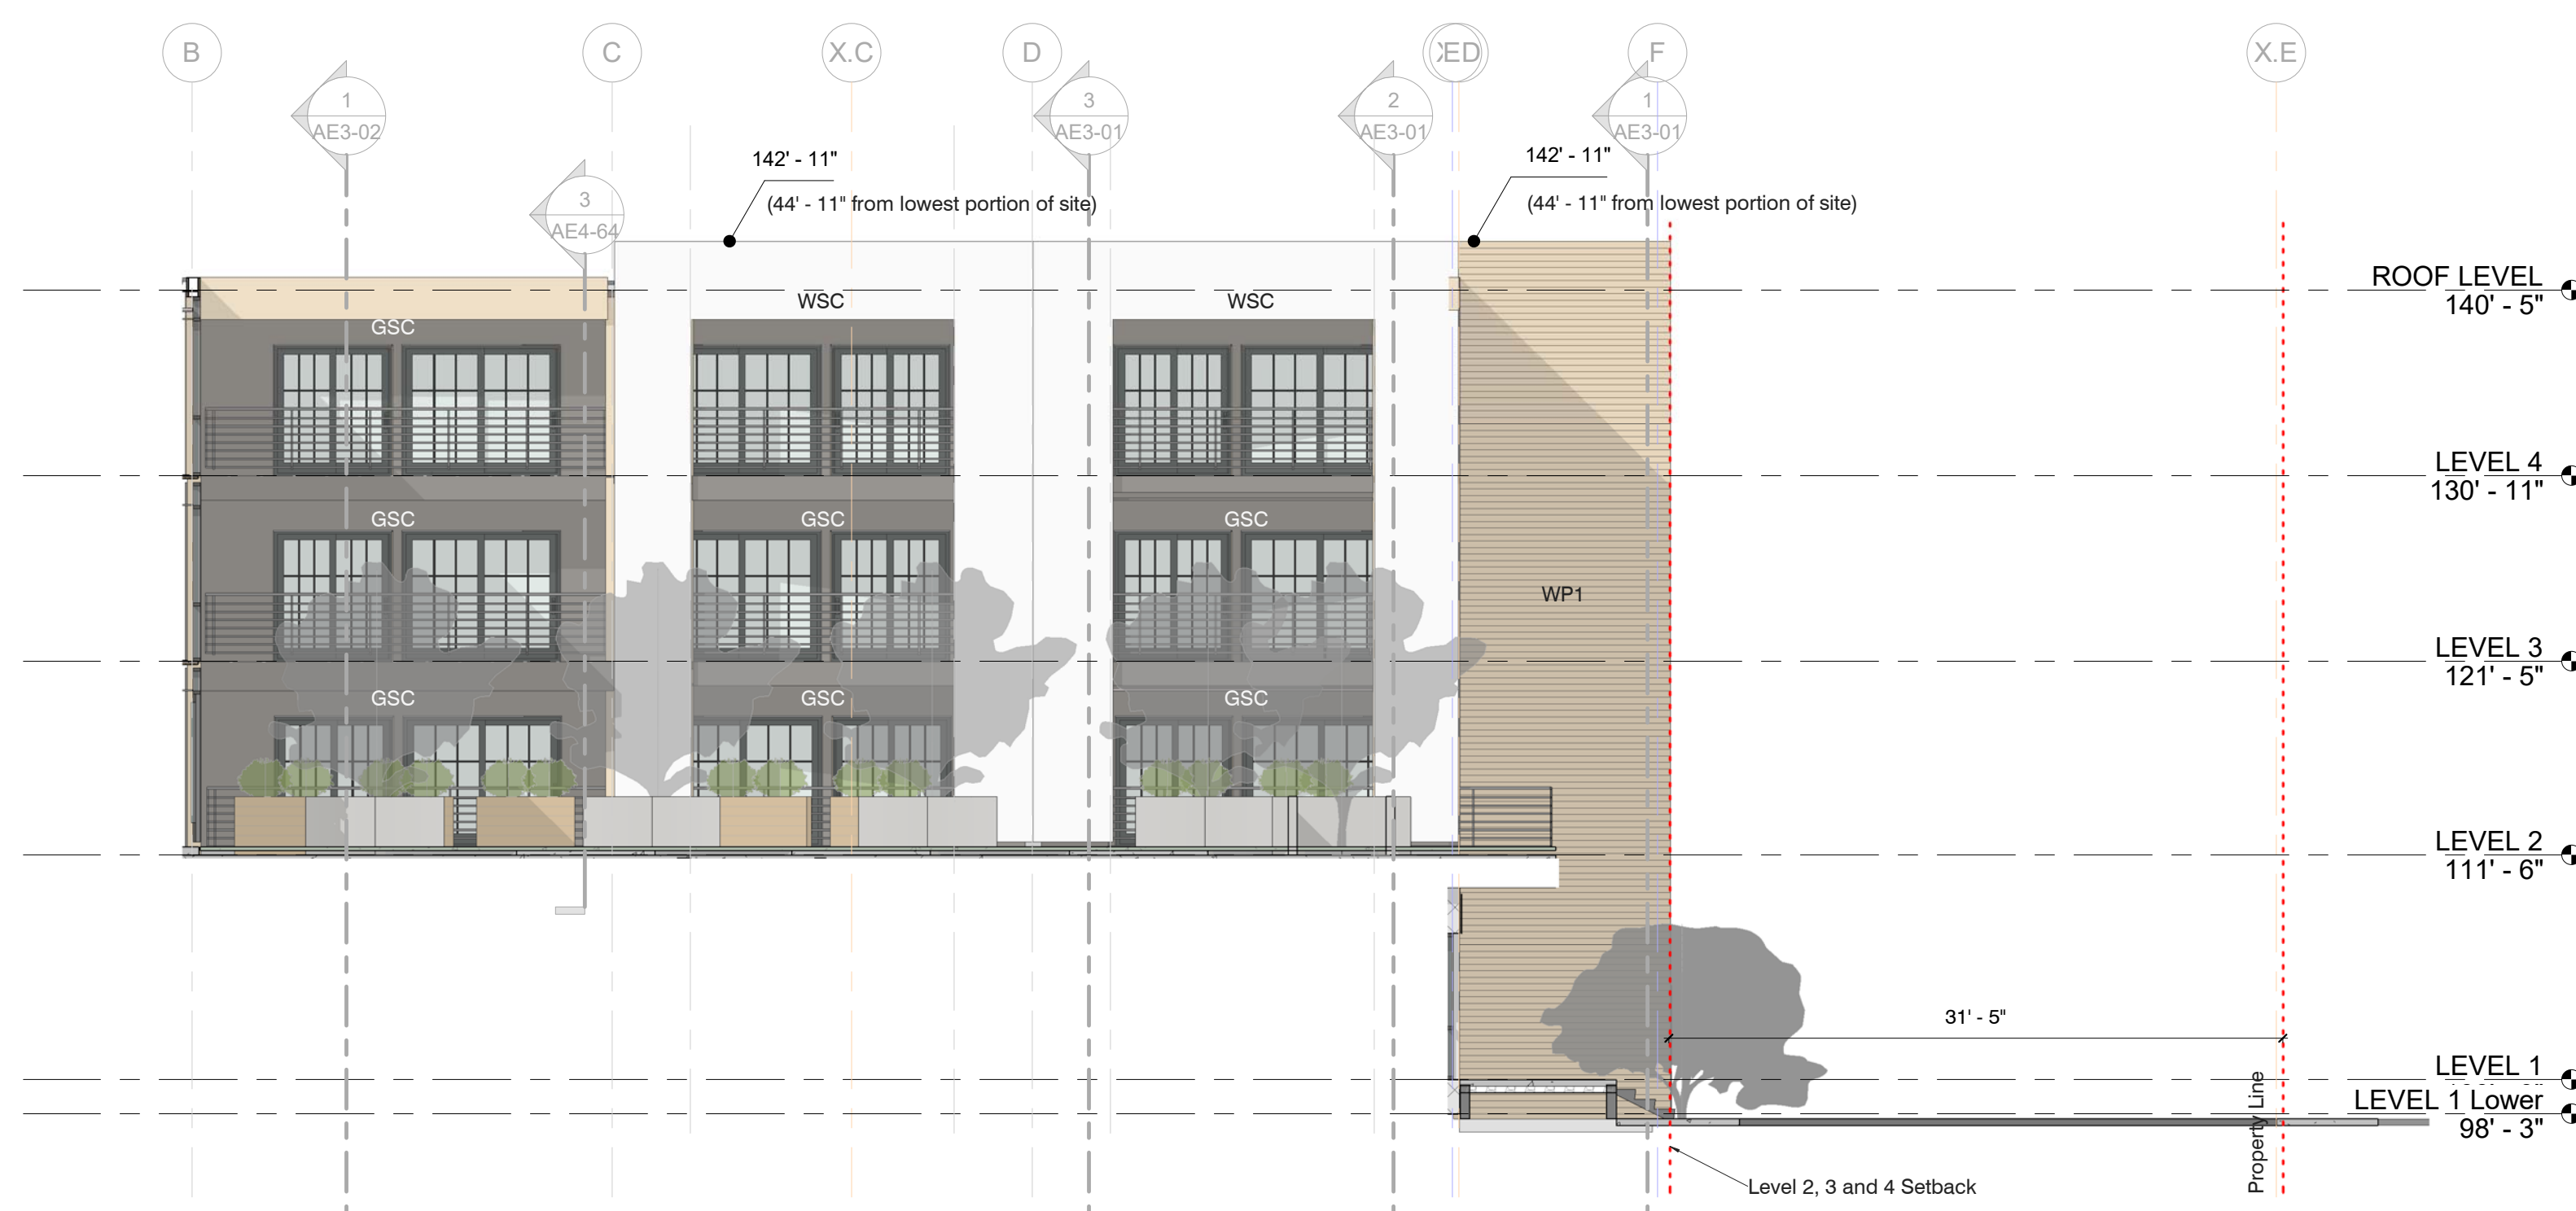 B
C
X.C
D
F
X.E
1
AE3-02
3
AE3-01
2
AE3-01
1
AE3-01
3
AE4-64
142' - 11"
(44' - 11" from lowest portion of site)
142' - 11"
(44' - 11" from lowest portion of site)
ROOF LEVEL
140' - 5"
WSC
WSC
GSC
LEVEL 4
130' - 11"
GSC
GSC
GSC
WP1
LEVEL 3
121' - 5"
GSC
GSC
GSC
LEVEL 2
111' - 6"
31' - 5"
LEVEL 1
LEVEL 1 Lower
98' - 3"
Property Line
Level 2, 3 and 4 Setback